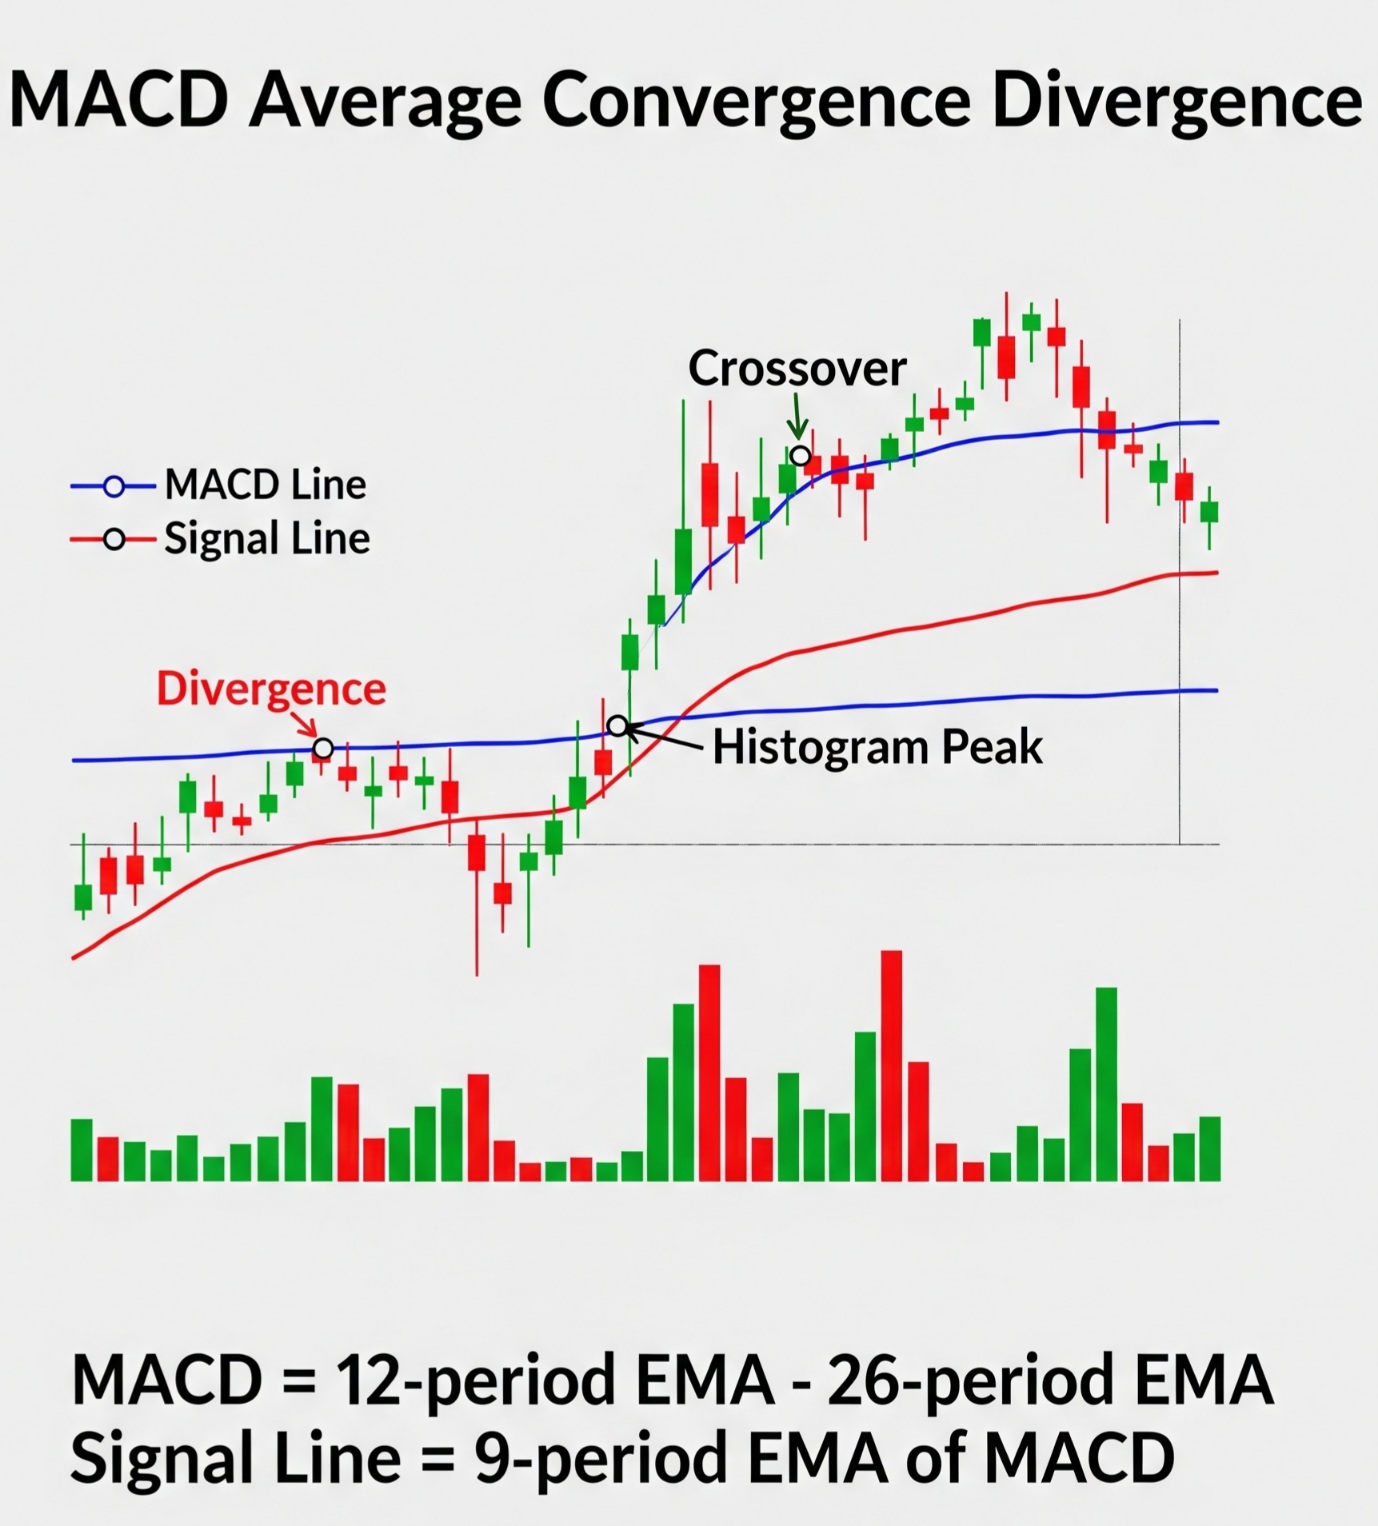 MACD Average Convergence Divergence
Crossover
MACD Line
Signal Line
Divergence
Histogram Peak
MACD = 12-period EMA - 26-period EMA
Signal Line = 9-period EMA of MACD